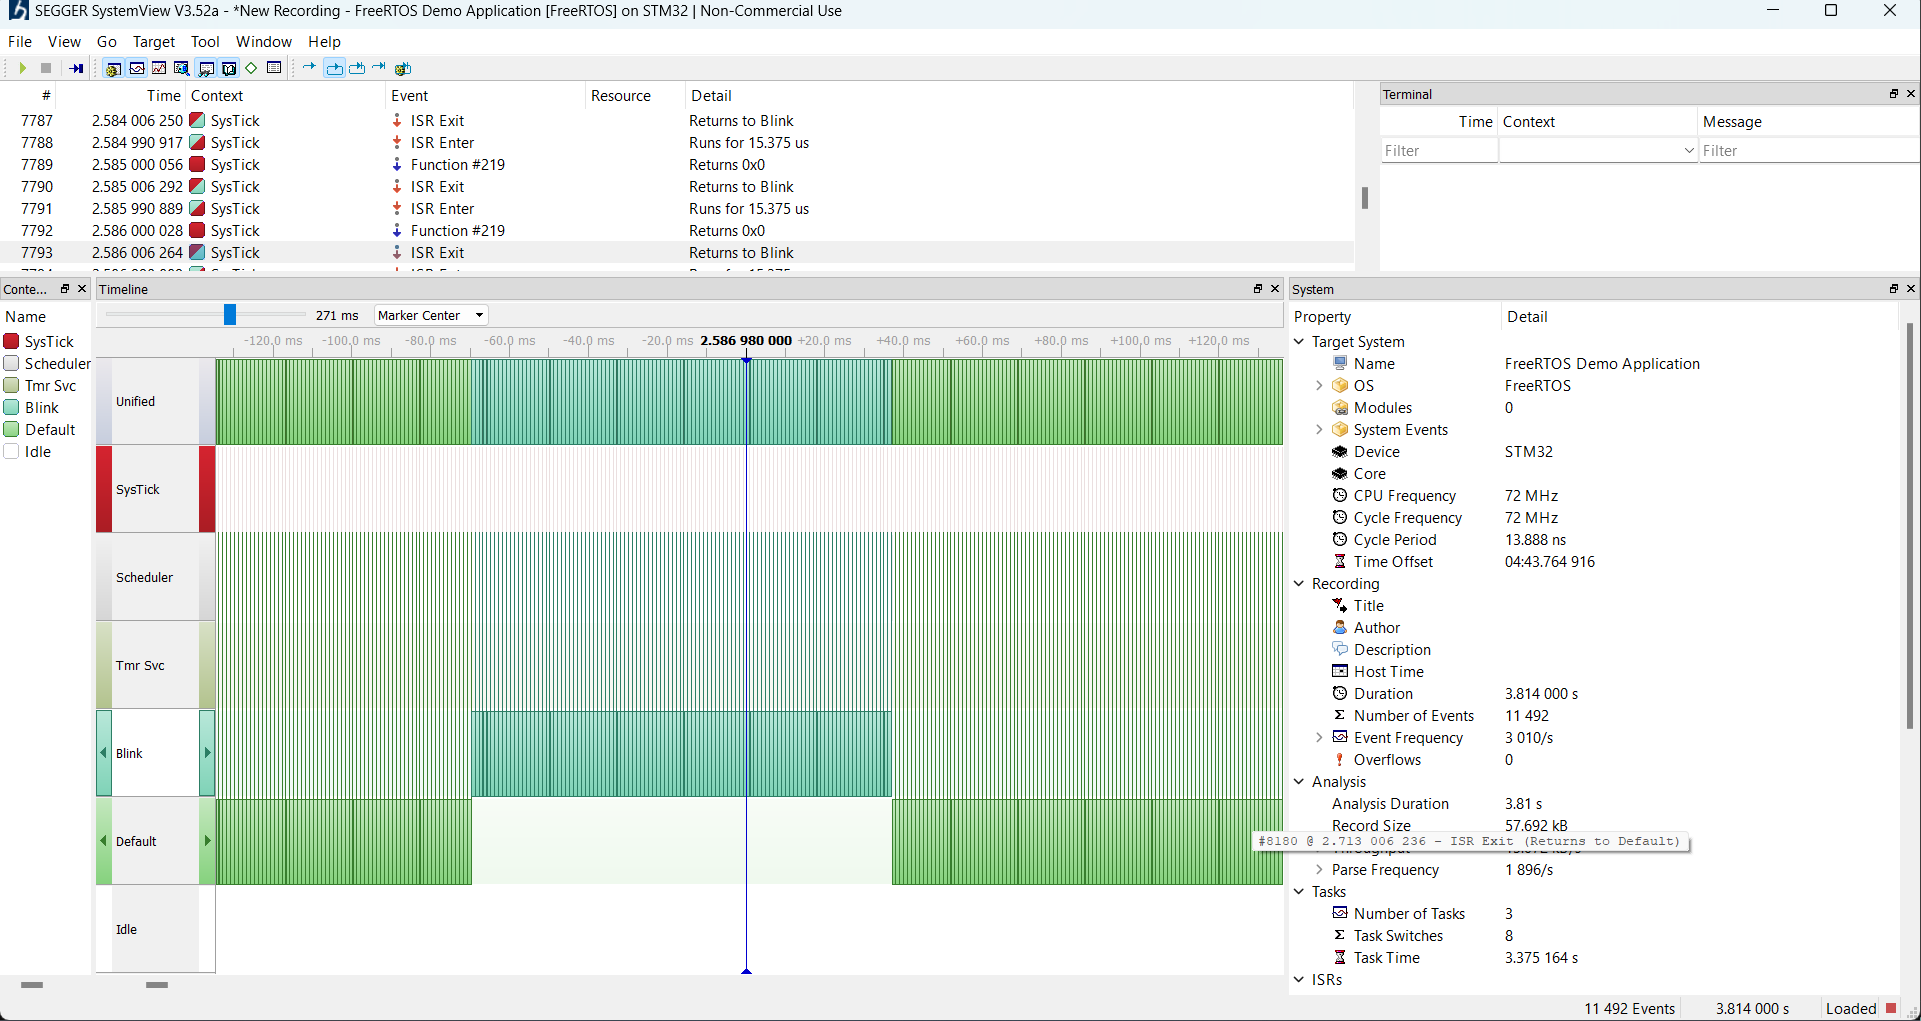 SEGGER SystemView V3.52a - *New Recording - FreeRTOS Demo Application [FreeRTOS] on STM32 | Non-Commercial Use
File View Go Target Tool Window Help
# Time Context Event Resource Detail
7787 2.584 006 250 SysTick ISR Exit Returns to Blink
7788 2.584 990 917 SysTick ISR Enter Runs for 15.375 us
7789 2.585 000 056 SysTick Function #219 Returns 0x0
7790 2.585 006 292 SysTick ISR Exit Returns to Blink
7791 2.585 990 889 SysTick ISR Enter Runs for 15.375 us
7792 2.586 000 028 SysTick Function #219 Returns 0x0
7793 2.586 006 264 SysTick ISR Exit Returns to Blink
Terminal
Time Context Message
Filter Filter
Conte...
Name
SysTick
Scheduler
Tmr Svc
Blink
Default
Idle
Timeline
271 ms Marker Center
-120.0 ms -100.0 ms -80.0 ms -60.0 ms -40.0 ms -20.0 ms 2.586 980 000 +20.0 ms +40.0 ms +60.0 ms +80.0 ms +100.0 ms +120.0 ms
Unified
SysTick
Scheduler
Tmr Svc
Blink
Default
Idle
System
Property Detail
Target System
Name FreeRTOS Demo Application
OS FreeRTOS
Modules 0
System Events
Device STM32
Core
CPU Frequency 72 MHz
Cycle Frequency 72 MHz
Cycle Period 13.888 ns
Time Offset 04:43.764 916
Recording
Title
Author
Description
Host Time
Duration 3.814 000 s
Number of Events 11 492
Event Frequency 3 010/s
Overflows 0
Analysis
Analysis Duration 3.81 s
Record Size 57.692 kB
#8180 @ 2.713 006 236 - ISR Exit (Returns to Default)
Parse Frequency 1 896/s
Tasks
Number of Tasks 3
Task Switches 8
Task Time 3.375 164 s
ISRs
11 492 Events 3.814 000 s Loaded